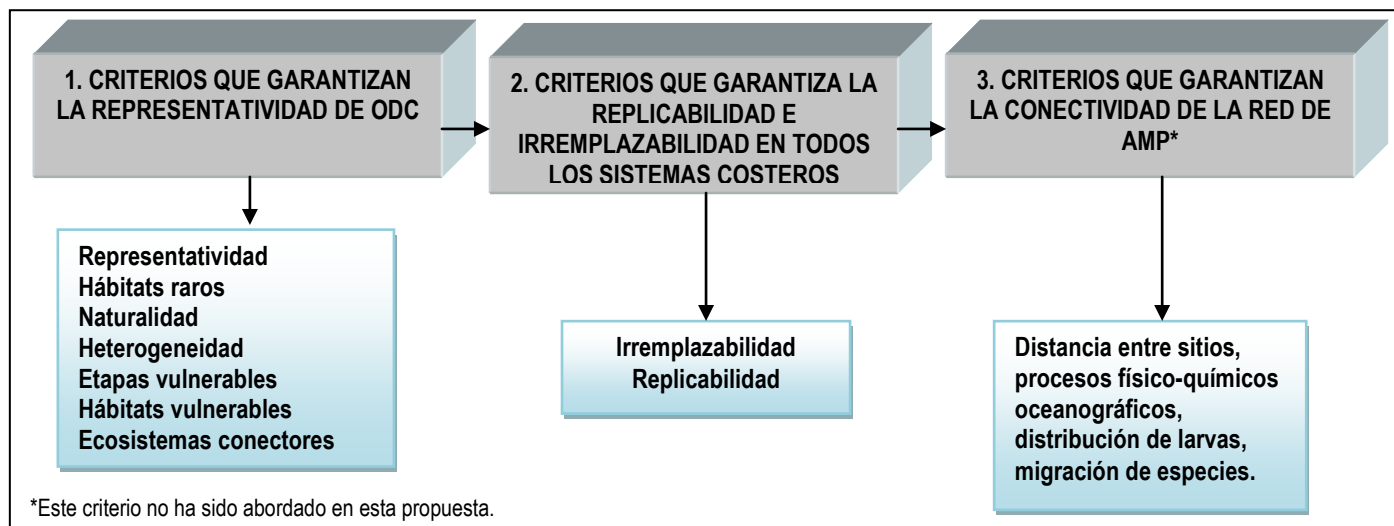 1. CRITERIOS QUE GARANTIZAN
LA REPRESENTATIVIDAD DE ODC
2. CRITERIOS QUE GARANTIZA LA
REPLICABILIDAD E
IRREMPLAZABILIDAD EN TODOS
LOS SISTEMAS COSTEROS
3. CRITERIOS QUE GARANTIZAN
LA CONECTIVIDAD DE LA RED DE
AMP*
Representatividad
Hábitats raros
Naturalidad
Heterogeneidad
Etapas vulnerables
Hábitats vulnerables
Ecosistemas conectores
Irremplazabilidad
Replicabilidad
Distancia entre sitios,
procesos físico-químicos
oceanográficos,
distribución de larvas,
migración de especies.
*Este criterio no ha sido abordado en esta propuesta.